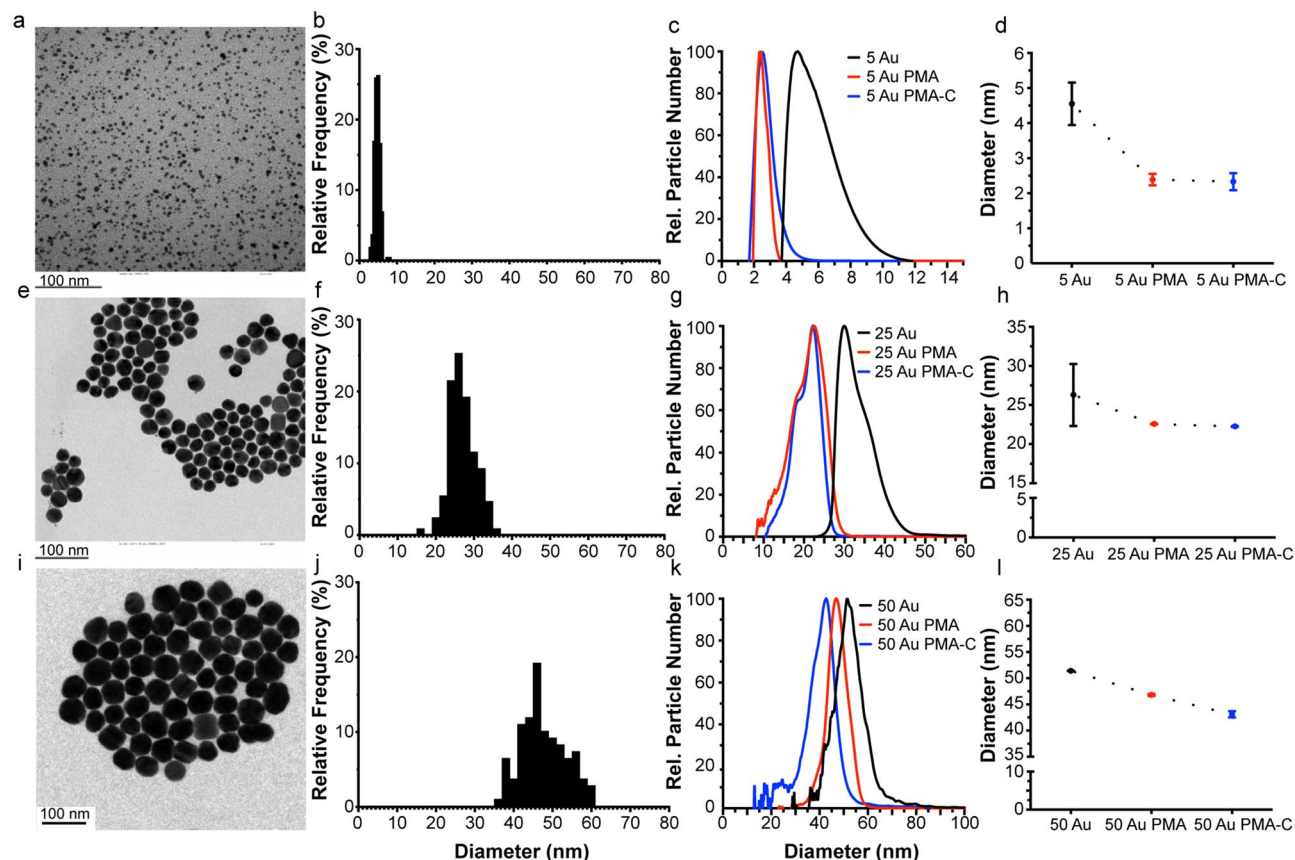 a
100 nm
b
Relative Frequency (%)
30
20
10
0
0 10 20 30 40 50 60 70 80
c
Rel. Particle Number
100
80
60
40
20
0
0 2 4 6 8 10 12 14
5 Au
5 Au PMA
5 Au PMA-C
d
Diameter (nm)
6
5
4
3
2
1
0
5 Au 5 Au PMA 5 Au PMA-C
e
100 nm
f
Relative Frequency (%)
30
20
10
0
0 10 20 30 40 50 60 70 80
g
Rel. Particle Number
100
80
60
40
20
0
0 10 20 30 40 50 60
25 Au
25 Au PMA
25 Au PMA-C
h
Diameter (nm)
35
30
25
20
15
5
0
25 Au 25 Au PMA 25 Au PMA-C
i
100 nm
j
Relative Frequency (%)
30
20
10
0
0 10 20 30 40 50 60 70 80
Diameter (nm)
k
Rel. Particle Number
100
80
60
40
20
0
0 20 40 60 80 100
Diameter (nm)
50 Au
50 Au PMA
50 Au PMA-C
l
Diameter (nm)
65
60
55
50
45
40
35
10
0
50 Au 50 Au PMA 50 Au PMA-C